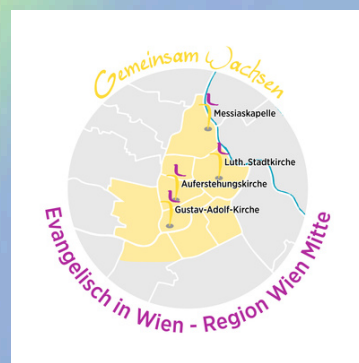 Gemeinsam Wachsen
Messiaskapelle
Luth. Stadtkirche
Auferstehungskirche
Gustav-Adolf-Kirche
Evangelisch in Wien - Region Wien Mitte